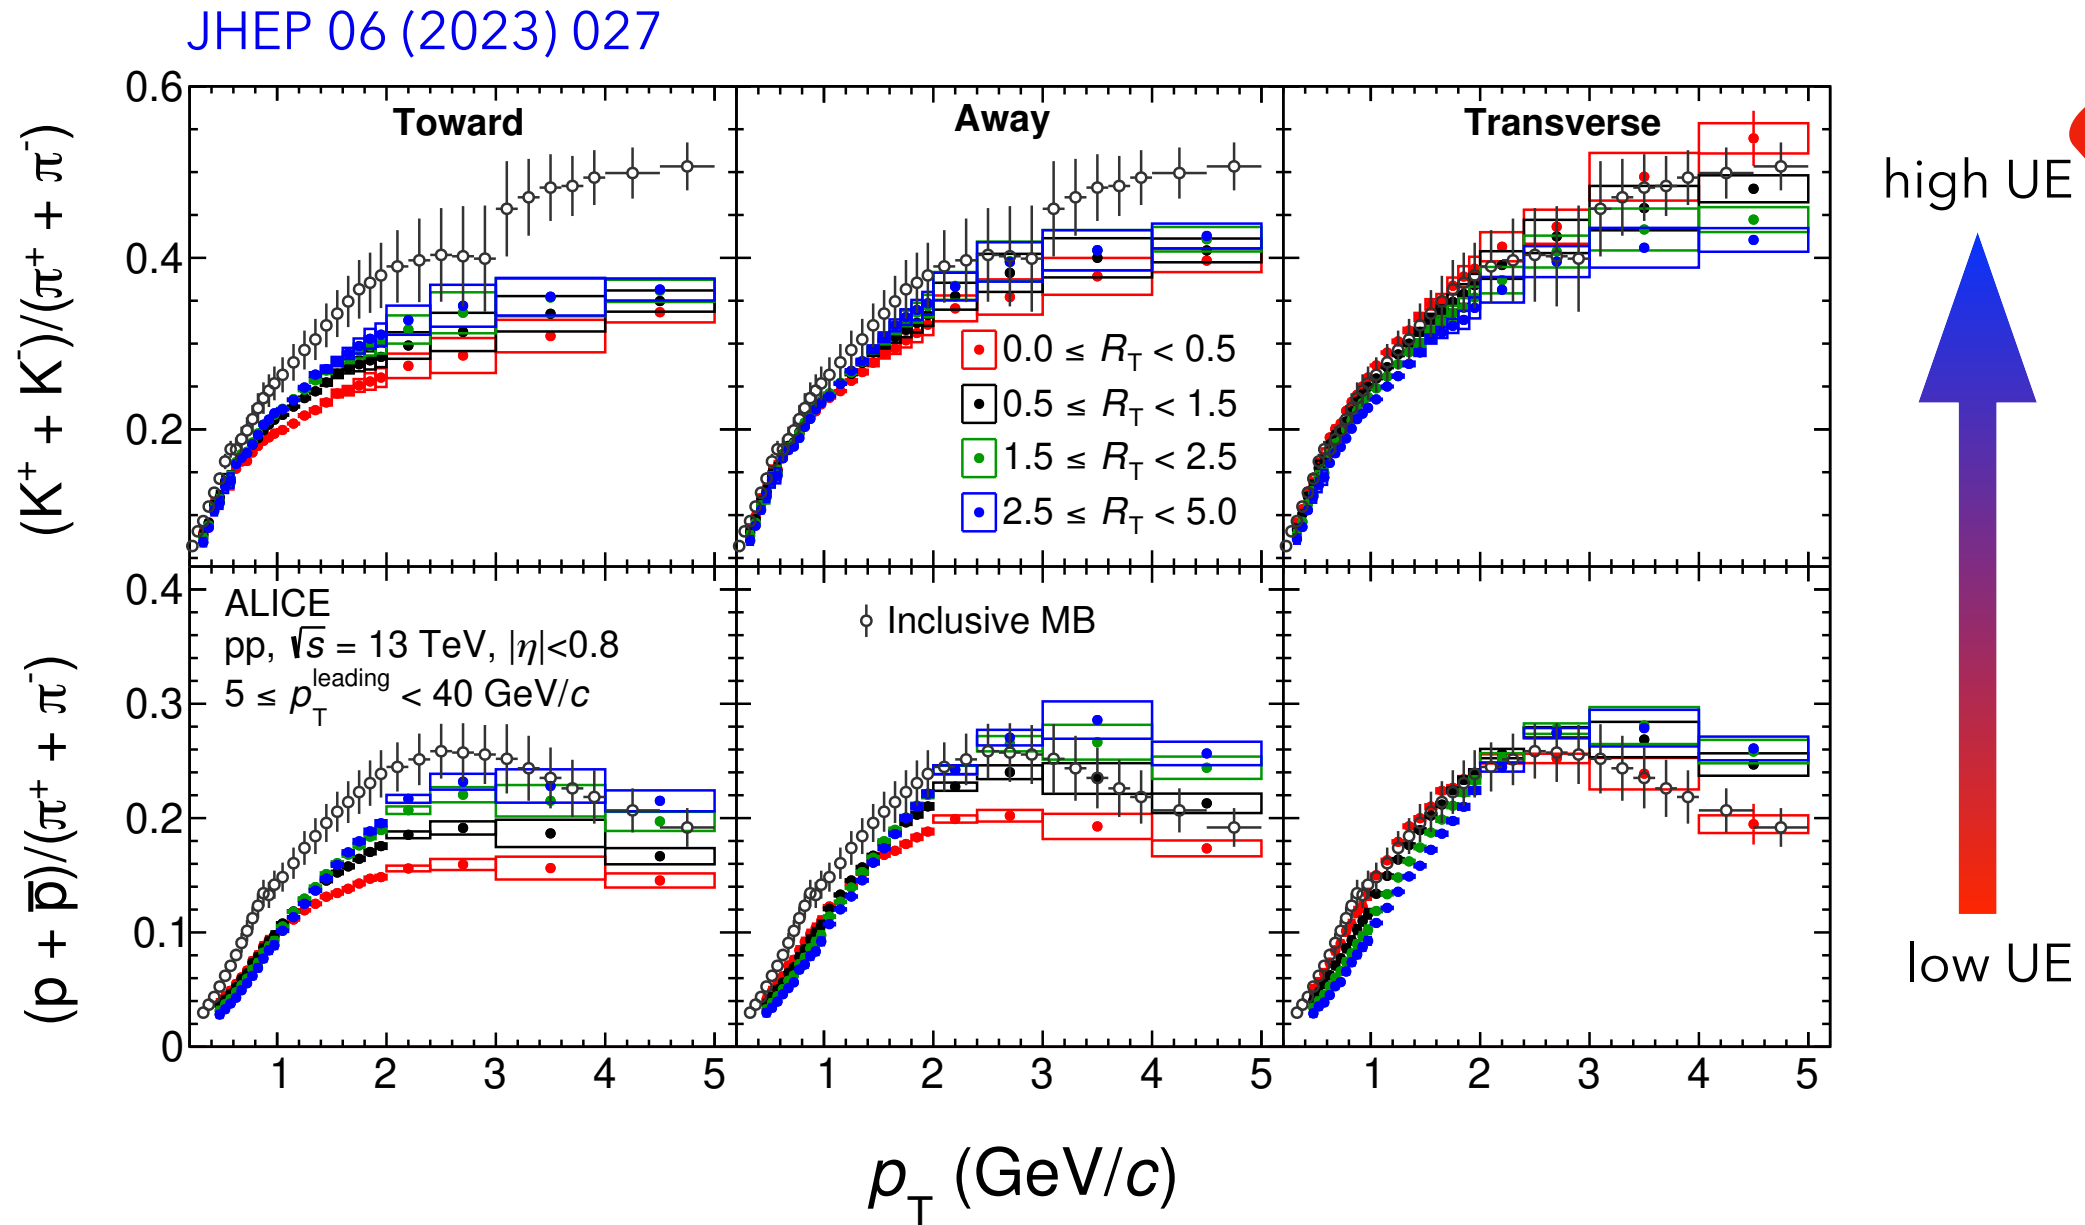 JHEP 06 (2023) 027
(K⁺ + K⁻)/(π⁺ + π⁻)
0.6
0.4
0.2
Toward
Away
Transverse
0.0 ≤ R_T < 0.5
0.5 ≤ R_T < 1.5
1.5 ≤ R_T < 2.5
2.5 ≤ R_T < 5.0
high UE
low UE
(p + p̅)/(π⁺ + π⁻)
0.4
0.3
0.2
0.1
0
ALICE
pp, √s = 13 TeV, |η|<0.8
5 ≤ p_T^leading < 40 GeV/c
Inclusive MB
1 2 3 4 5
1 2 3 4 5
1 2 3 4 5
p_T (GeV/c)